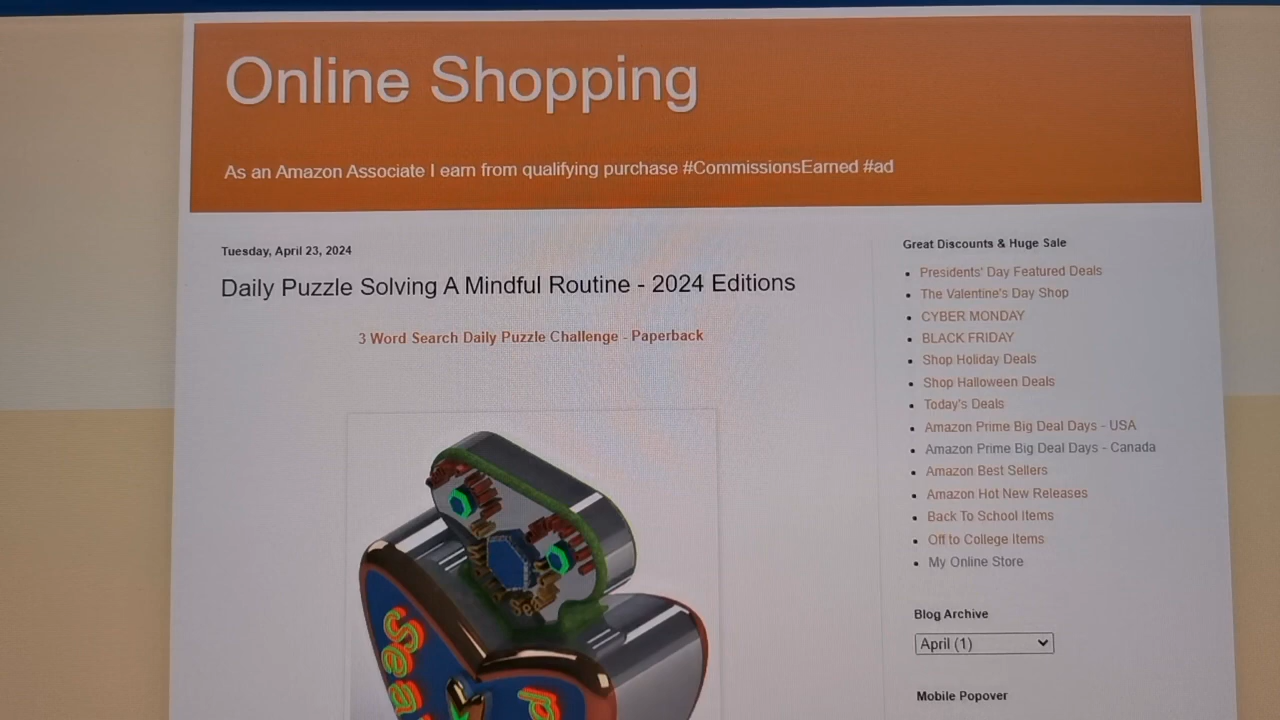 Online Shopping
As an Amazon Associate I earn from qualifying purchase #CommissionsEarned #ad
Tuesday, April 23, 2024
Daily Puzzle Solving A Mindful Routine - 2024 Editions
3 Word Search Daily Puzzle Challenge - Paperback
Great Discounts & Huge Sale
Presidents' Day Featured Deals
The Valentine's Day Shop
CYBER MONDAY
BLACK FRIDAY
Shop Holiday Deals
Shop Halloween Deals
Today's Deals
Amazon Prime Big Deal Days - USA
Amazon Prime Big Deal Days - Canada
Amazon Best Sellers
Amazon Hot New Releases
Back To School Items
Off to College Items
My Online Store
Blog Archive
April (1)
Mobile Popover